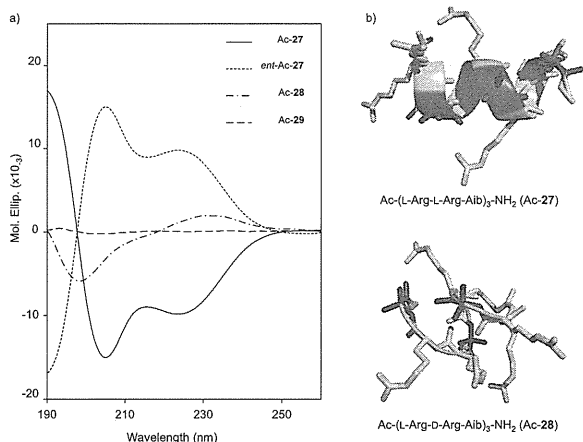 a)
Ac-27
ent-Ac-27
Ac-28
Ac-29
20
10
0
-10
-20
Mol. Ellip. (x10-3)
190
210
230
250
Wavelength (nm)
b)
Ac-(L-Arg-L-Arg-Aib)3-NH2 (Ac-27)
Ac-(L-Arg-D-Arg-Aib)3-NH2 (Ac-28)